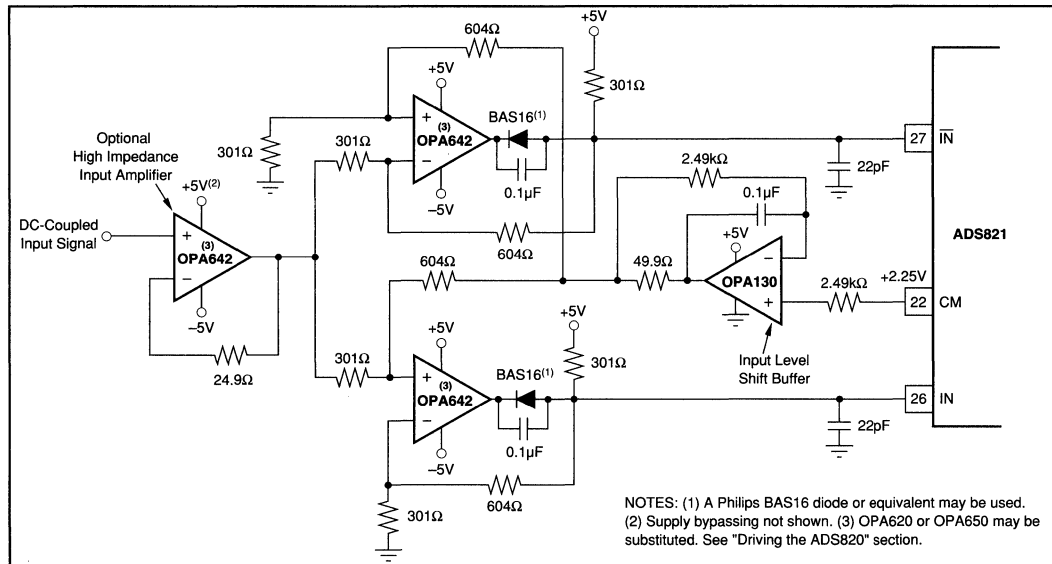 +5V
604Ω
+5V
301Ω
BAS16(1)
(3)
OPA642
+
−
27
IN
Optional
High Impedance
Input Amplifier
301Ω
301Ω
−5V
0.1µF
22pF
2.49kΩ
0.1µF
+5V(2)
DC-Coupled
Input Signal
+
−
(3)
OPA642
ADS821
+5V
604Ω
604Ω
49.9Ω
OPA130
−
+
2.49kΩ
+2.25V
22
CM
−5V
24.9Ω
+5V
+5V
301Ω
301Ω
BAS16(1)
Input Level
Shift Buffer
+
−
(3)
OPA642
26
IN
0.1µF
22pF
−5V
604Ω
301Ω
NOTES: (1) A Philips BAS16 diode or equivalent may be used.
(2) Supply bypassing not shown. (3) OPA620 or OPA650 may be
substituted. See "Driving the ADS820" section.